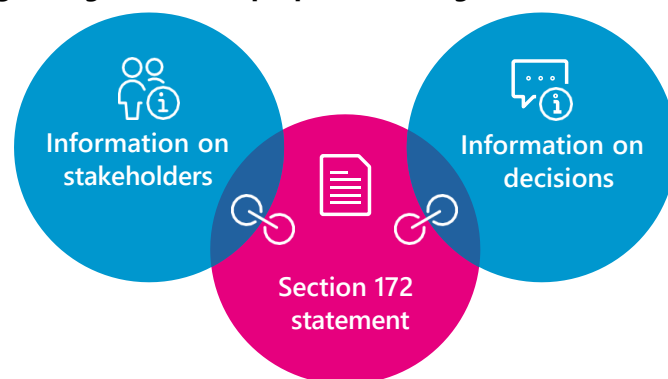 Information on
stakeholders
Information on
decisions
Section 172
statement